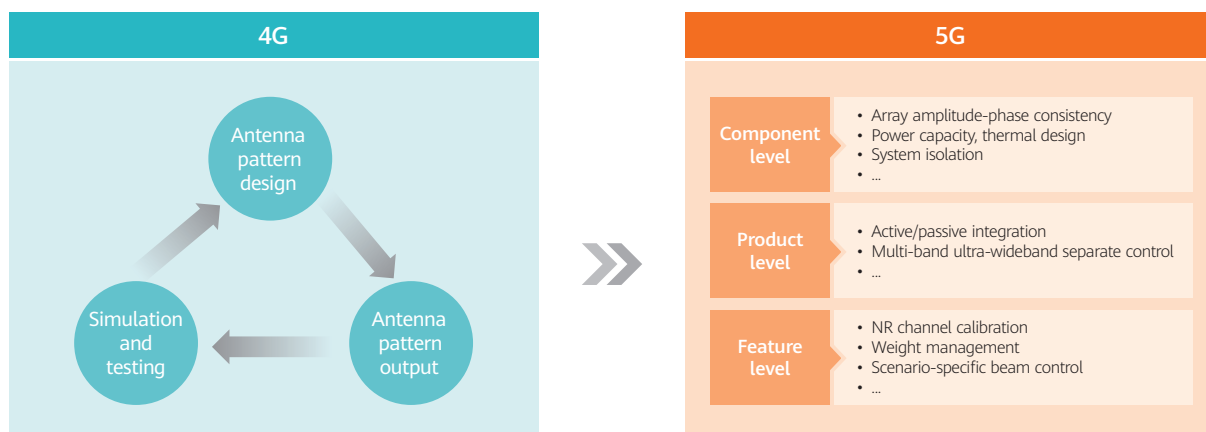 4G
Antenna
pattern
design
Simulation
and
testing
Antenna
pattern
output
5G
Component
level
• Array amplitude-phase consistency
• Power capacity, thermal design
• System isolation
• ...
Product
level
• Active/passive integration
• Multi-band ultra-wideband separate control
• ...
Feature
level
• NR channel calibration
• Weight management
• Scenario-specific beam control
• ...